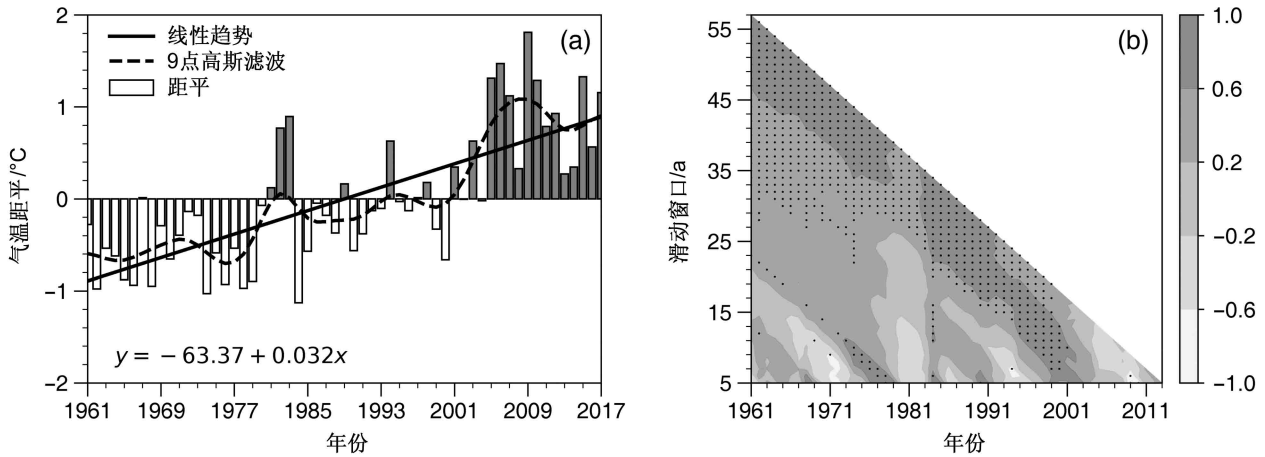 (a)
线性趋势
9点高斯滤波
距平
2
1
0
−1
−2
气温距平/°C
y = −63.37 + 0.032x
1961 1969 1977 1985 1993 2001 2009 2017
年份
(b)
55
45
35
25
15
5
滑动窗口/a
1961 1971 1981 1991 2001 2011
年份
1.0
0.6
0.2
−0.2
−0.6
−1.0